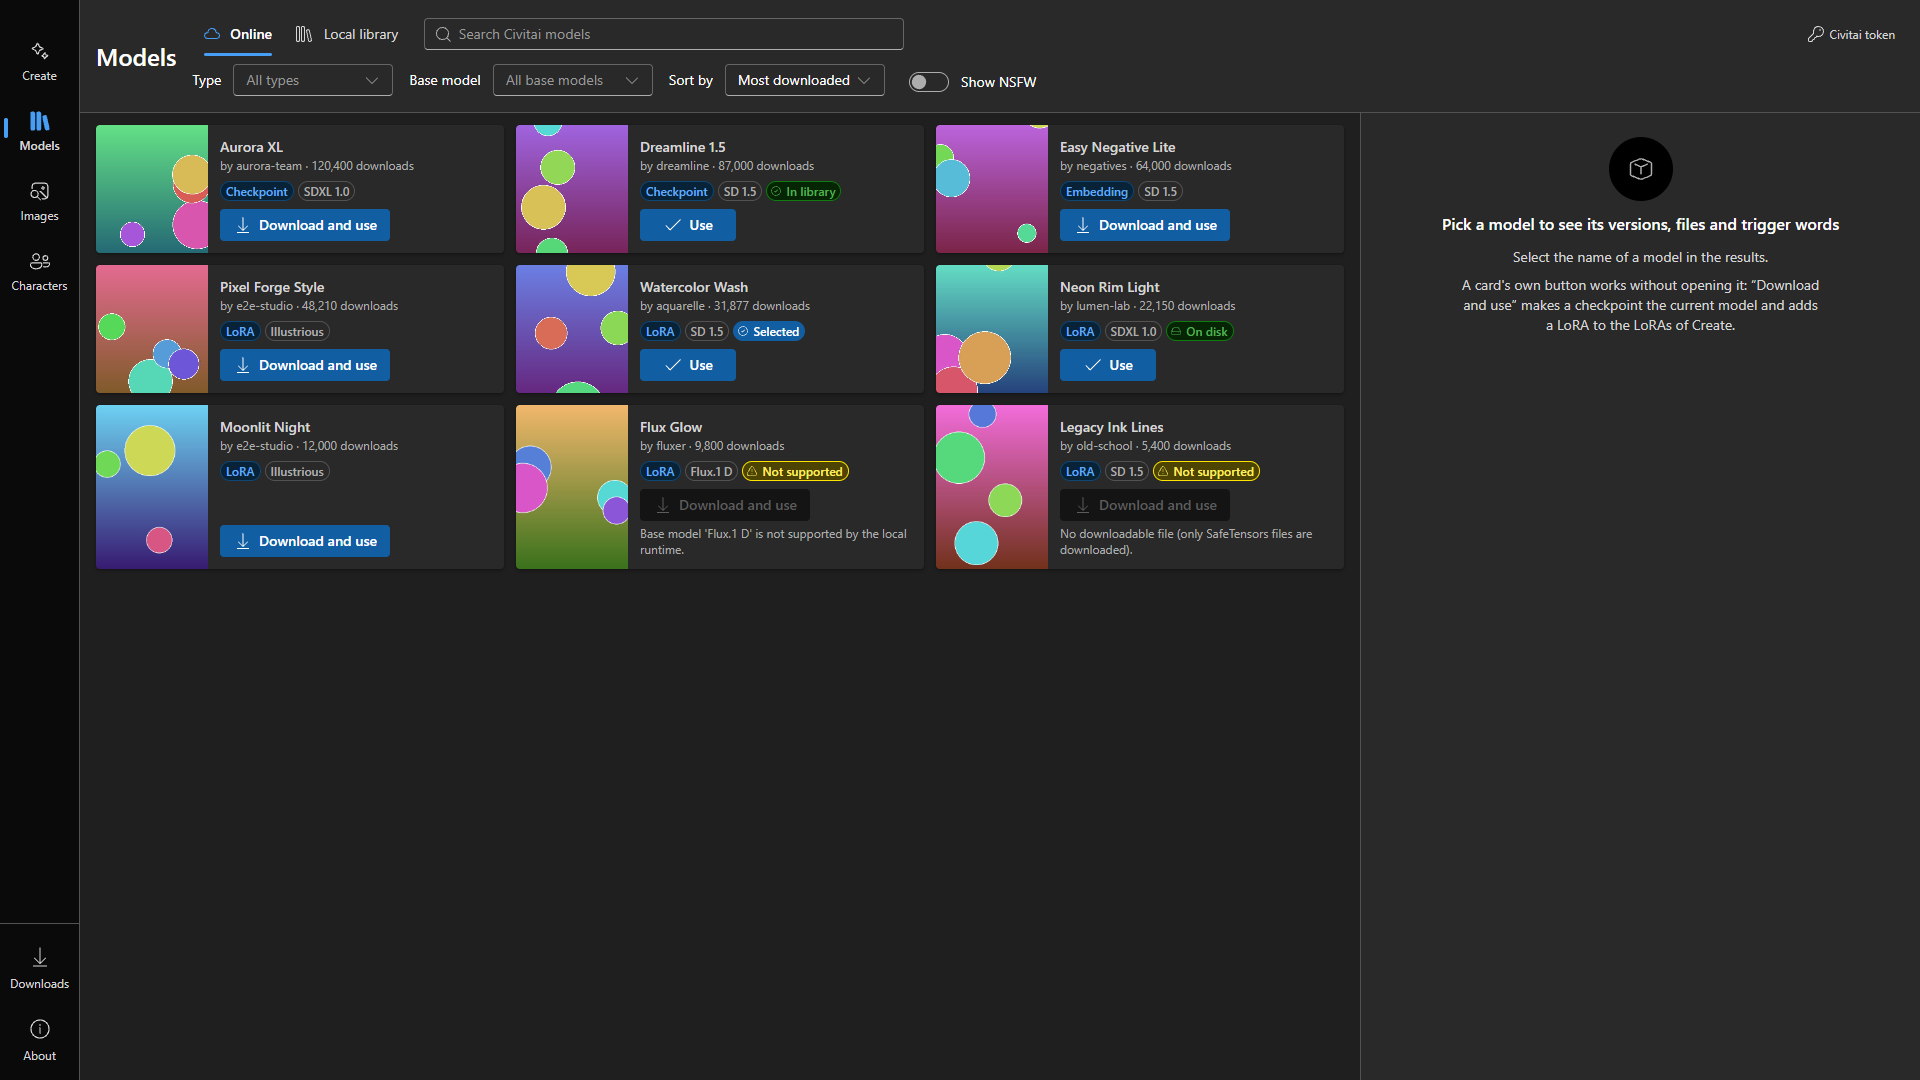 Create
Models
Images
Characters
Downloads
About
Models
Online
Local library
Search Civitai models
Civitai token
Type
All types
Base model
All base models
Sort by
Most downloaded
Show NSFW
Aurora XL
by aurora-team · 120,400 downloads
Checkpoint
SDXL 1.0
Download and use
Dreamline 1.5
by dreamline · 87,000 downloads
Checkpoint
SD 1.5
In library
Use
Easy Negative Lite
by negatives · 64,000 downloads
Embedding
SD 1.5
Download and use
Pixel Forge Style
by e2e-studio · 48,210 downloads
LoRA
Illustrious
Download and use
Watercolor Wash
by aquarelle · 31,877 downloads
LoRA
SD 1.5
Selected
Use
Neon Rim Light
by lumen-lab · 22,150 downloads
LoRA
SDXL 1.0
On disk
Use
Moonlit Night
by e2e-studio · 12,000 downloads
LoRA
Illustrious
Download and use
Flux Glow
by fluxer · 9,800 downloads
LoRA
Flux.1 D
Not supported
Download and use
Base model 'Flux.1 D' is not supported by the local
runtime.
Legacy Ink Lines
by old-school · 5,400 downloads
LoRA
SD 1.5
Not supported
Download and use
No downloadable file (only SafeTensors files are
downloaded).
Pick a model to see its versions, files and trigger words
Select the name of a model in the results.
A card's own button works without opening it: “Download
and use” makes a checkpoint the current model and adds
a LoRA to the LoRAs of Create.